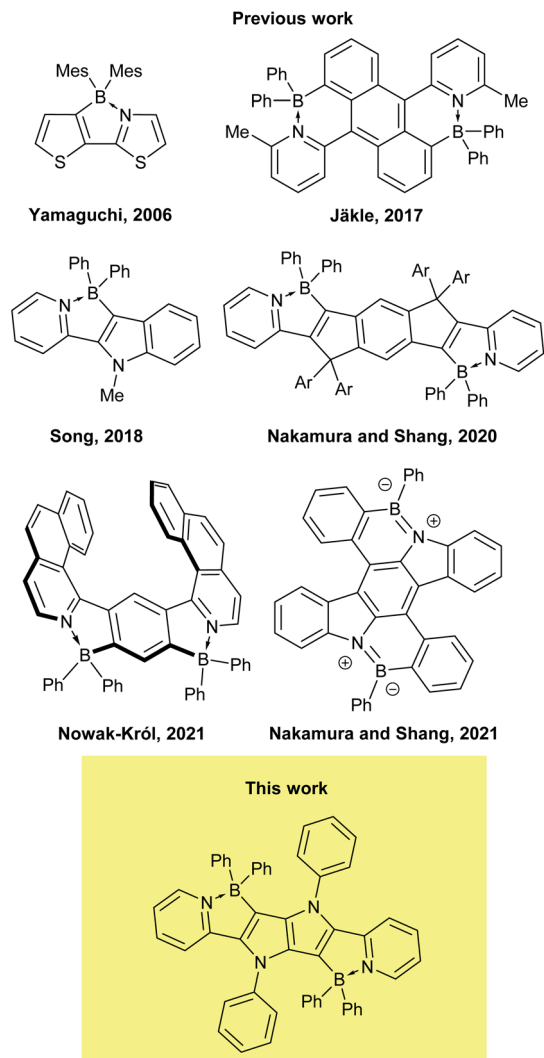 Previous work
Mes Mes
B
N
S S
Yamaguchi, 2006
Ph
Ph B
N
Me
N
Me
B Ph
Ph
Jäkle, 2017
Ph Ph
N B
N
Me
Song, 2018
Ph Ph
N B
Ar Ar
Ar Ar
B N
Ph Ph
Nakamura and Shang, 2020
N N
B B
Ph Ph
Ph Ph
Nowak-Król, 2021
Ph
⊖ B
⊕
N
N
⊕ B
⊖
Ph
Nakamura and Shang, 2021
This work
Ph Ph
N B
N
N
B N
Ph Ph